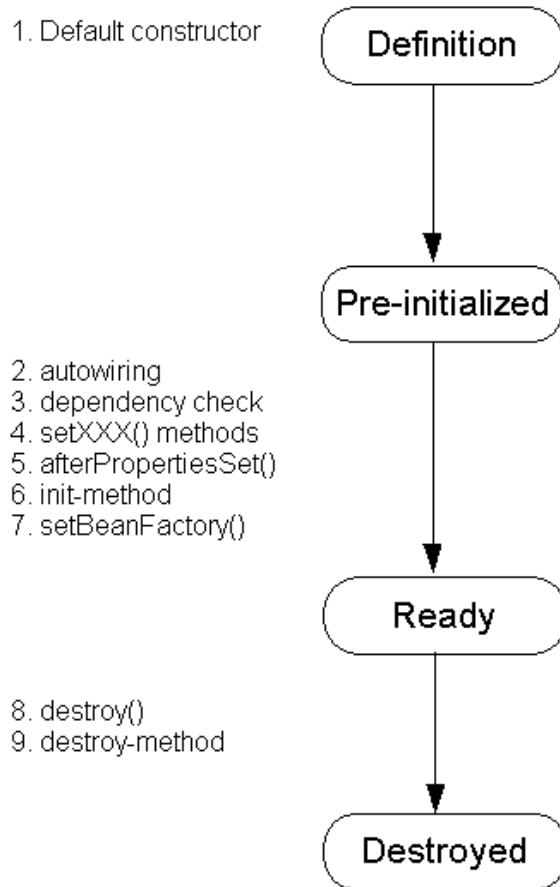 1. Default constructor
Definition
Pre-initialized
2. autowiring
3. dependency check
4. setXXX() methods
5. afterPropertiesSet()
6. init-method
7. setBeanFactory()
Ready
8. destroy()
9. destroy-method
Destroyed